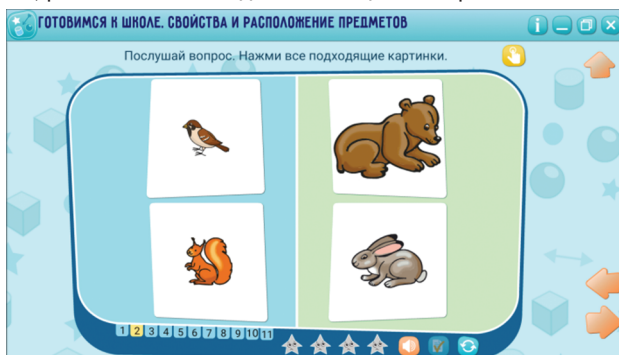 ГОТОВИМСЯ К ШКОЛЕ. СВОЙСТВА И РАСПОЛОЖЕНИЕ ПРЕДМЕТОВ
i
Послушай вопрос. Нажми все подходящие картинки.
1 2 3 4 5 6 7 8 9 10 11